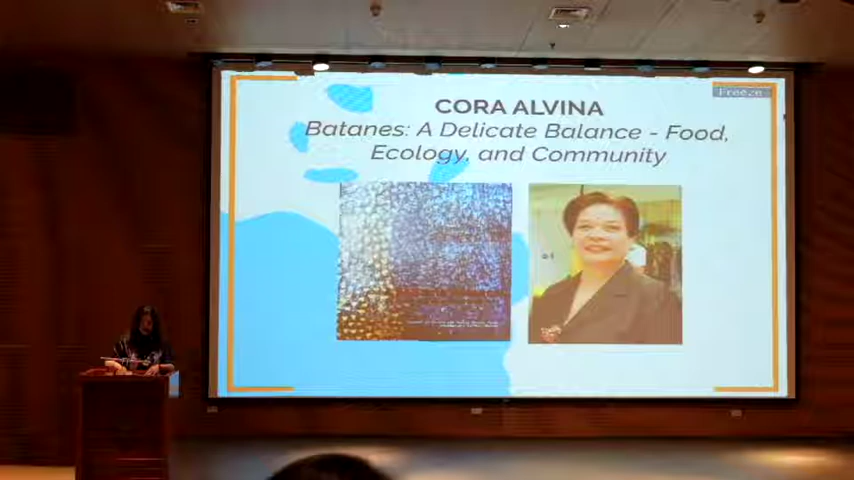 Freeze
CORA ALVINA
Batanes: A Delicate Balance - Food,
Ecology, and Community